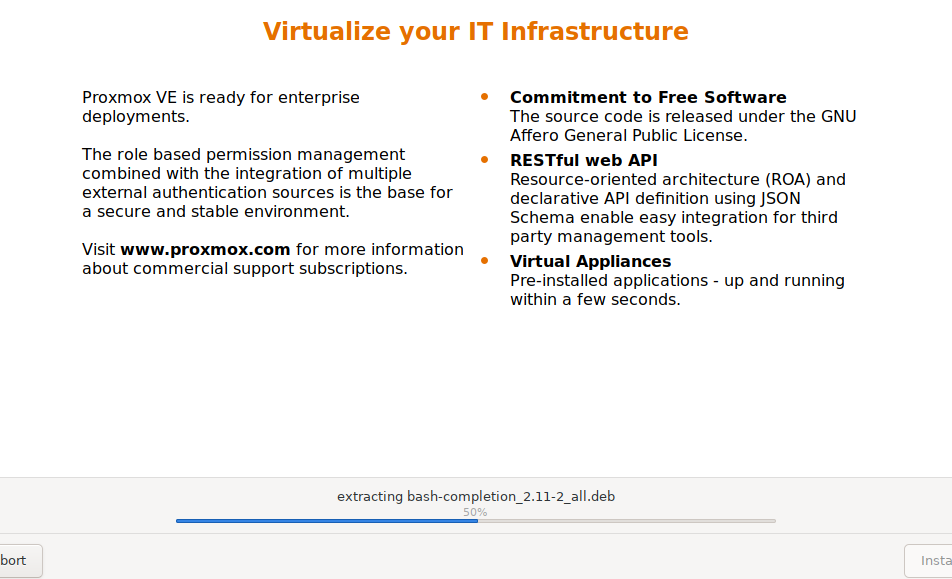 Virtualize your IT Infrastructure
Proxmox VE is ready for enterprise
deployments.
The role based permission management
combined with the integration of multiple
external authentication sources is the base for
a secure and stable environment.
Visit www.proxmox.com for more information
about commercial support subscriptions.
Commitment to Free Software
The source code is released under the GNU
Affero General Public License.
RESTful web API
Resource-oriented architecture (ROA) and
declarative API definition using JSON
Schema enable easy integration for third
party management tools.
Virtual Appliances
Pre-installed applications - up and running
within a few seconds.
extracting bash-completion_2.11-2_all.deb
50%
bort
Insta